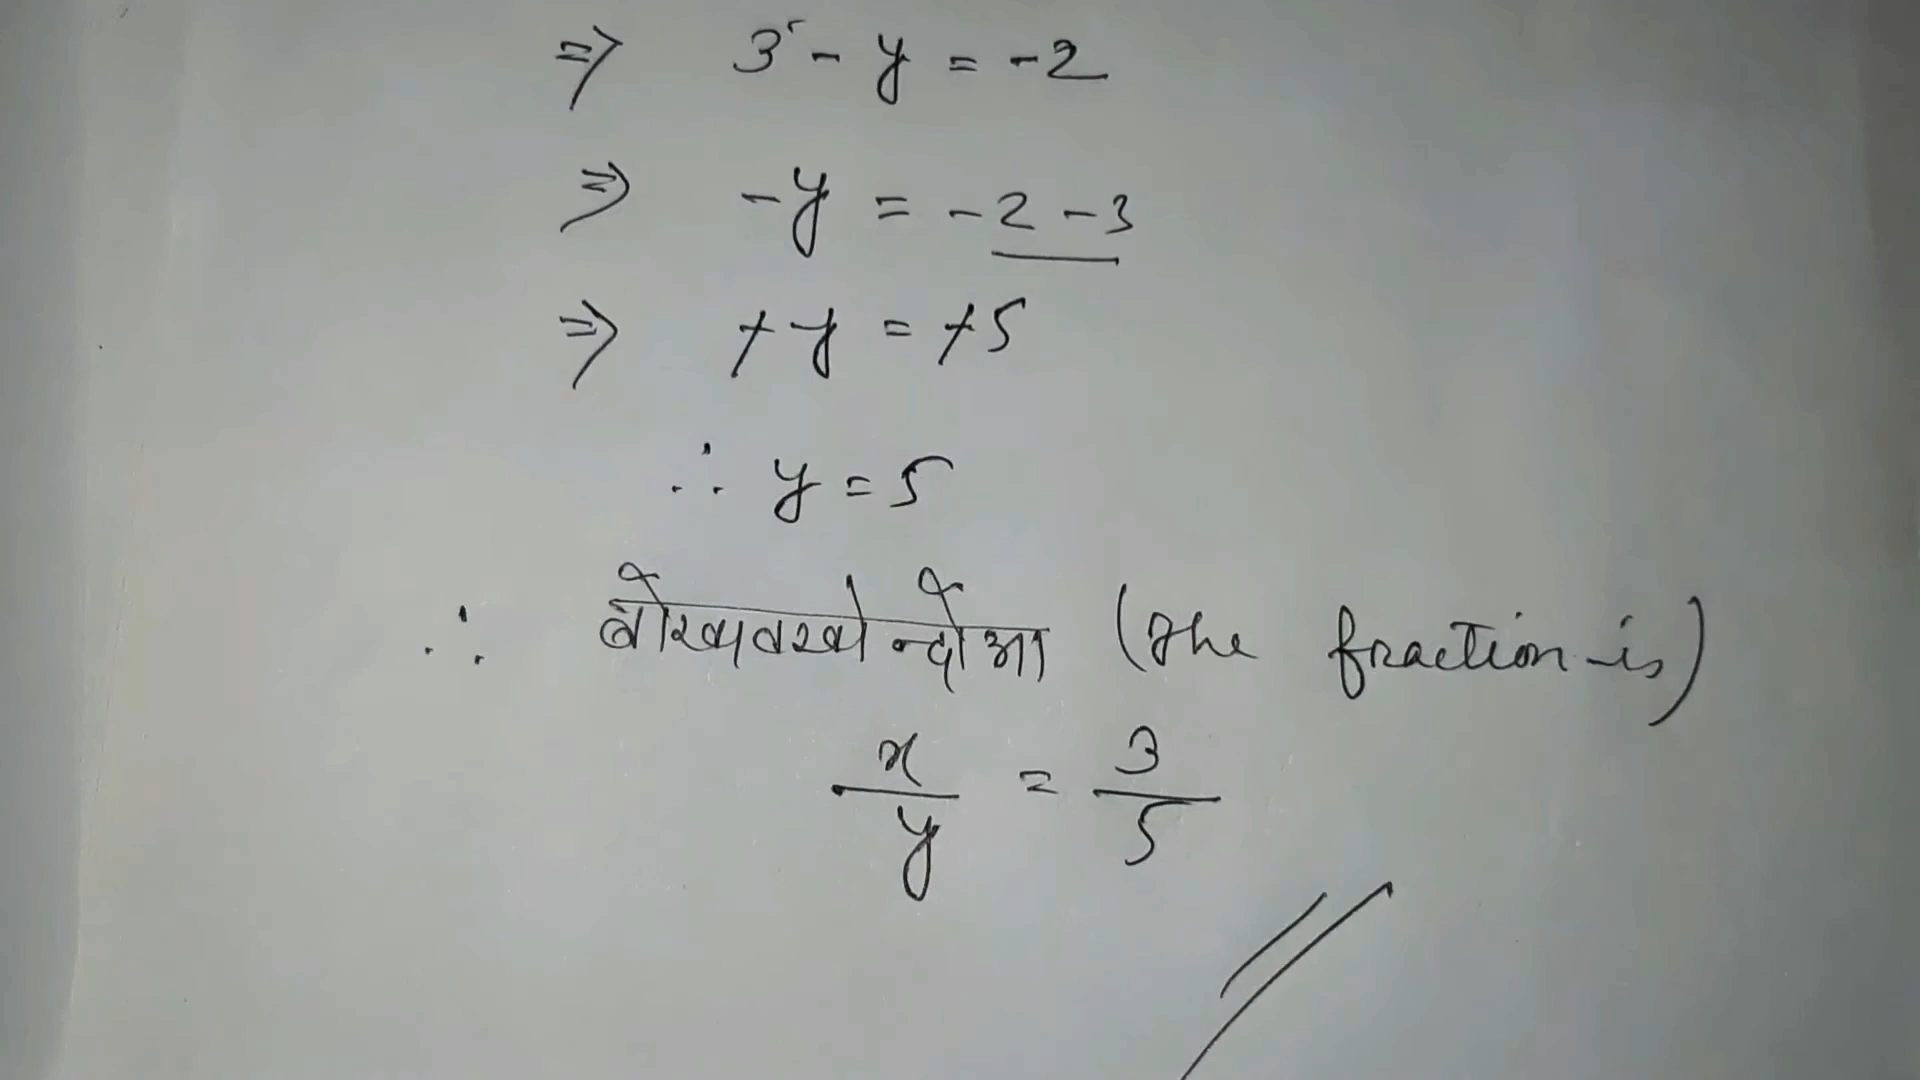 ⇒ 3 - y = -2
⇒ -y = -2 -3
⇒ +y = +5
∴ y = 5
∴ (The fraction is)
x/y = 3/5